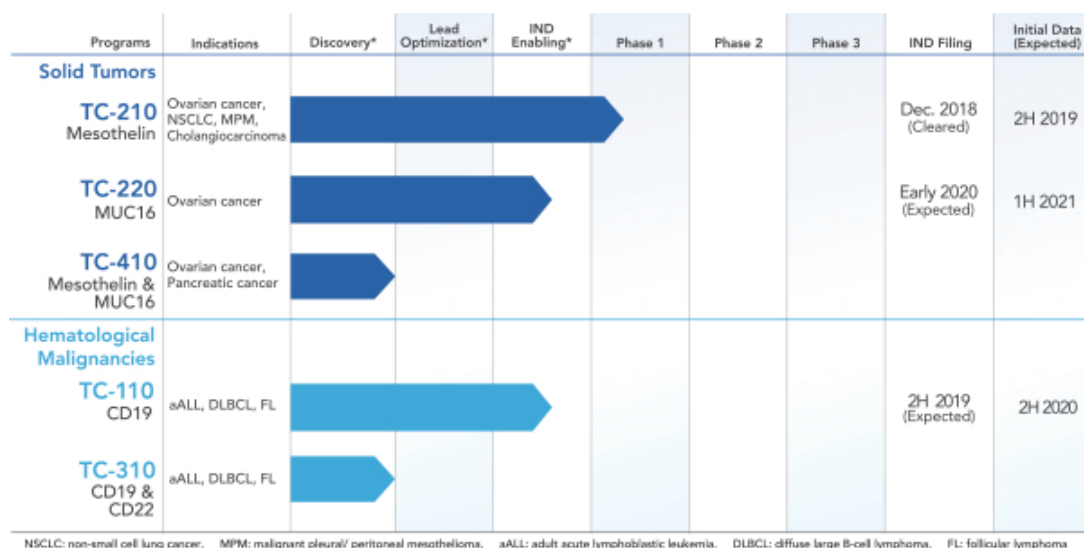 Programs Indications Discovery* Lead Optimization* IND Enabling* Phase 1 Phase 2 Phase 3 IND Filing Initial Data (Expected)
Solid Tumors
TC-210
Mesothelin
Ovarian cancer,
NSCLC, MPM,
Cholangiocarcinoma
Dec. 2018
(Cleared)
2H 2019
TC-220
MUC16
Ovarian cancer
Early 2020
(Expected)
1H 2021
TC-410
Mesothelin &
MUC16
Ovarian cancer,
Pancreatic cancer
Hematological
Malignancies
TC-110
CD19
aALL, DLBCL, FL
2H 2019
(Expected)
2H 2020
TC-310
CD19 &
CD22
aALL, DLBCL, FL
NSCLC: non-small cell lung cancer, MPM: malignant pleural/ peritoneal mesothelioma, aALL: adult acute lymphoblastic leukemia, DLBCL: diffuse large B-cell lymphoma, FL: follicular lymphoma